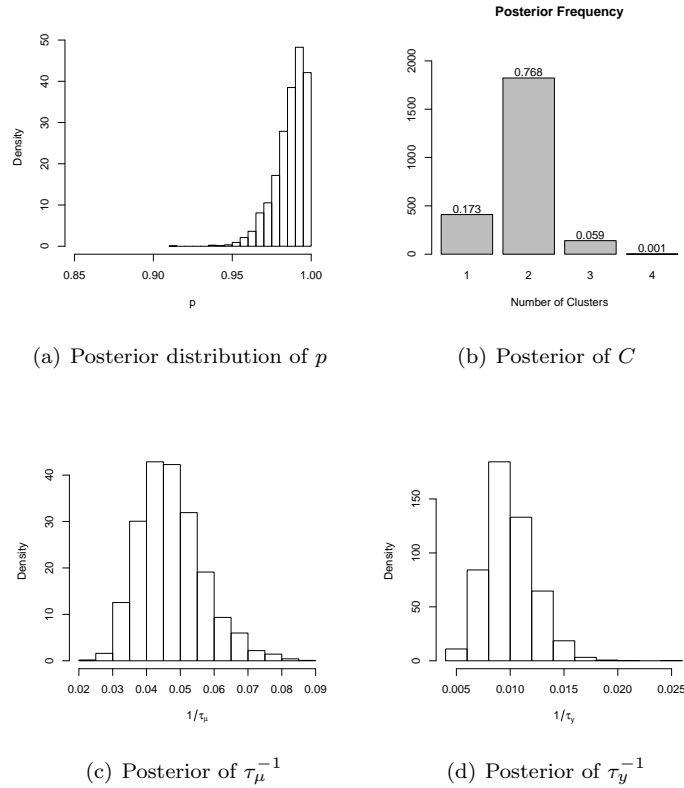 Density
0 10 20 30 40 50
0.85 0.90 0.95 1.00
p
(a) Posterior distribution of p
Posterior Frequency
0 500 1000 1500 2000
0.173 0.768 0.059 0.001
1 2 3 4
Number of Clusters
(b) Posterior of C
Density
0 10 20 30 40
0.02 0.03 0.04 0.05 0.06 0.07 0.08 0.09
1/τμ
(c) Posterior of τμ^−1
Density
0 50 100 150
0.005 0.010 0.015 0.020 0.025
1/τy
(d) Posterior of τy^−1